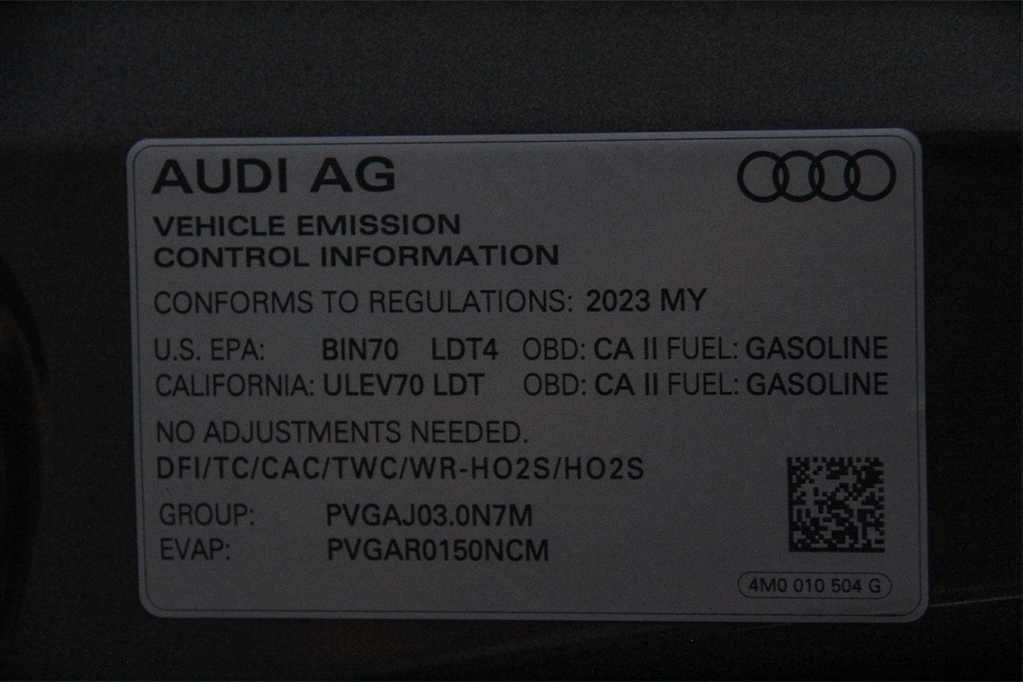 AUDI AG
VEHICLE EMISSION
CONTROL INFORMATION
CONFORMS TO REGULATIONS: 2023 MY
U.S. EPA: BIN70 LDT4 OBD: CA II FUEL: GASOLINE
CALIFORNIA: ULEV70 LDT OBD: CA II FUEL: GASOLINE
NO ADJUSTMENTS NEEDED.
DFI/TC/CAC/TWC/WR-HO2S/HO2S
GROUP: PVGAJ03.0N7M
EVAP: PVGAR0150NCM
4M0 010 504 G